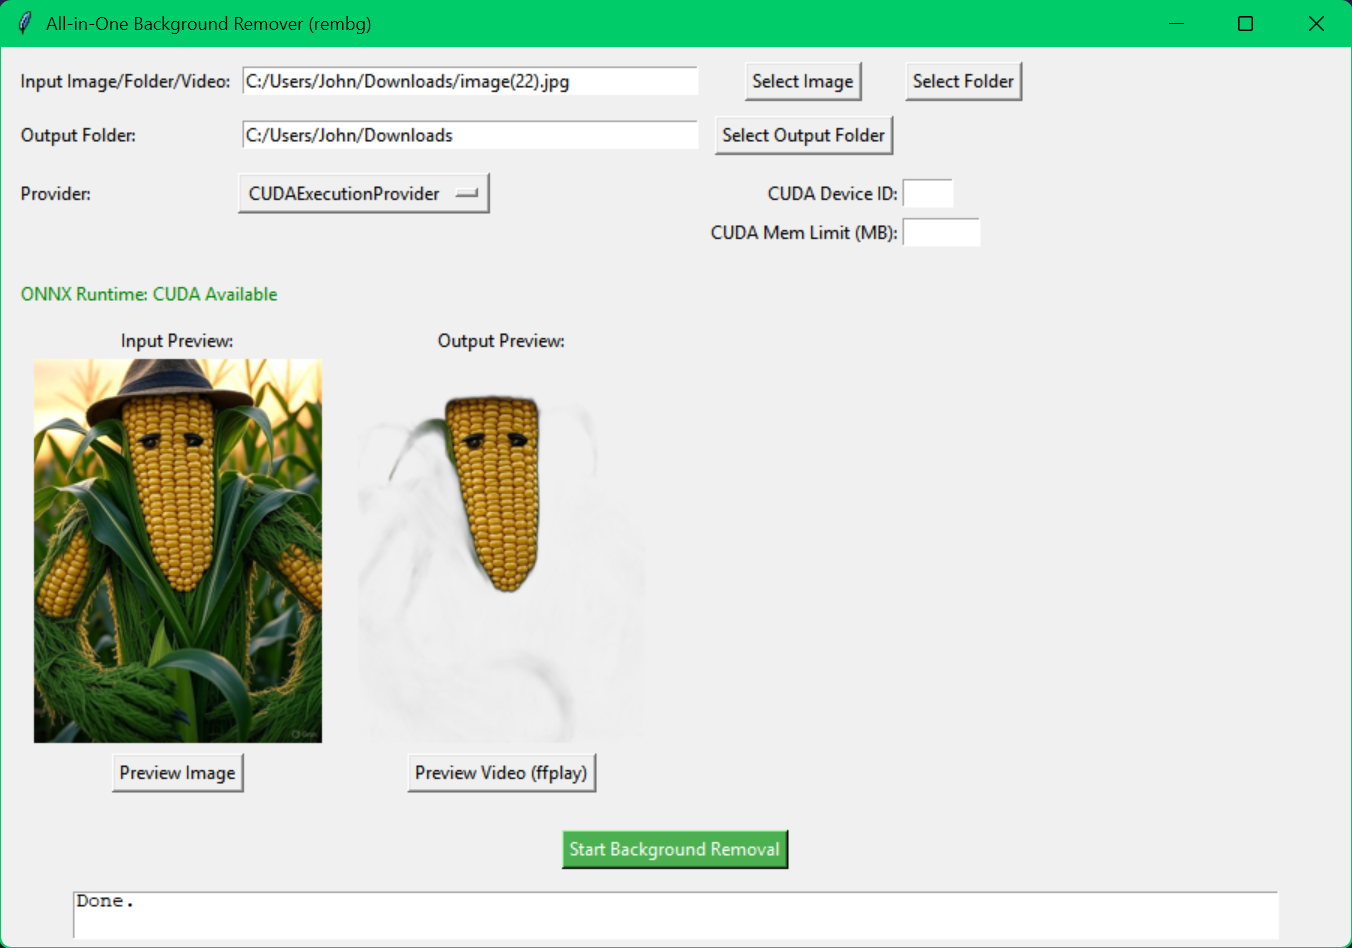 All-in-One Background Remover (rembg)
Input Image/Folder/Video: C:/Users/John/Downloads/image(22).jpg Select Image Select Folder
Output Folder: C:/Users/John/Downloads Select Output Folder
Provider: CUDAExecutionProvider CUDA Device ID:
CUDA Mem Limit (MB):
ONNX Runtime: CUDA Available
Input Preview: Output Preview:
Preview Image Preview Video (ffplay)
Start Background Removal
Done.